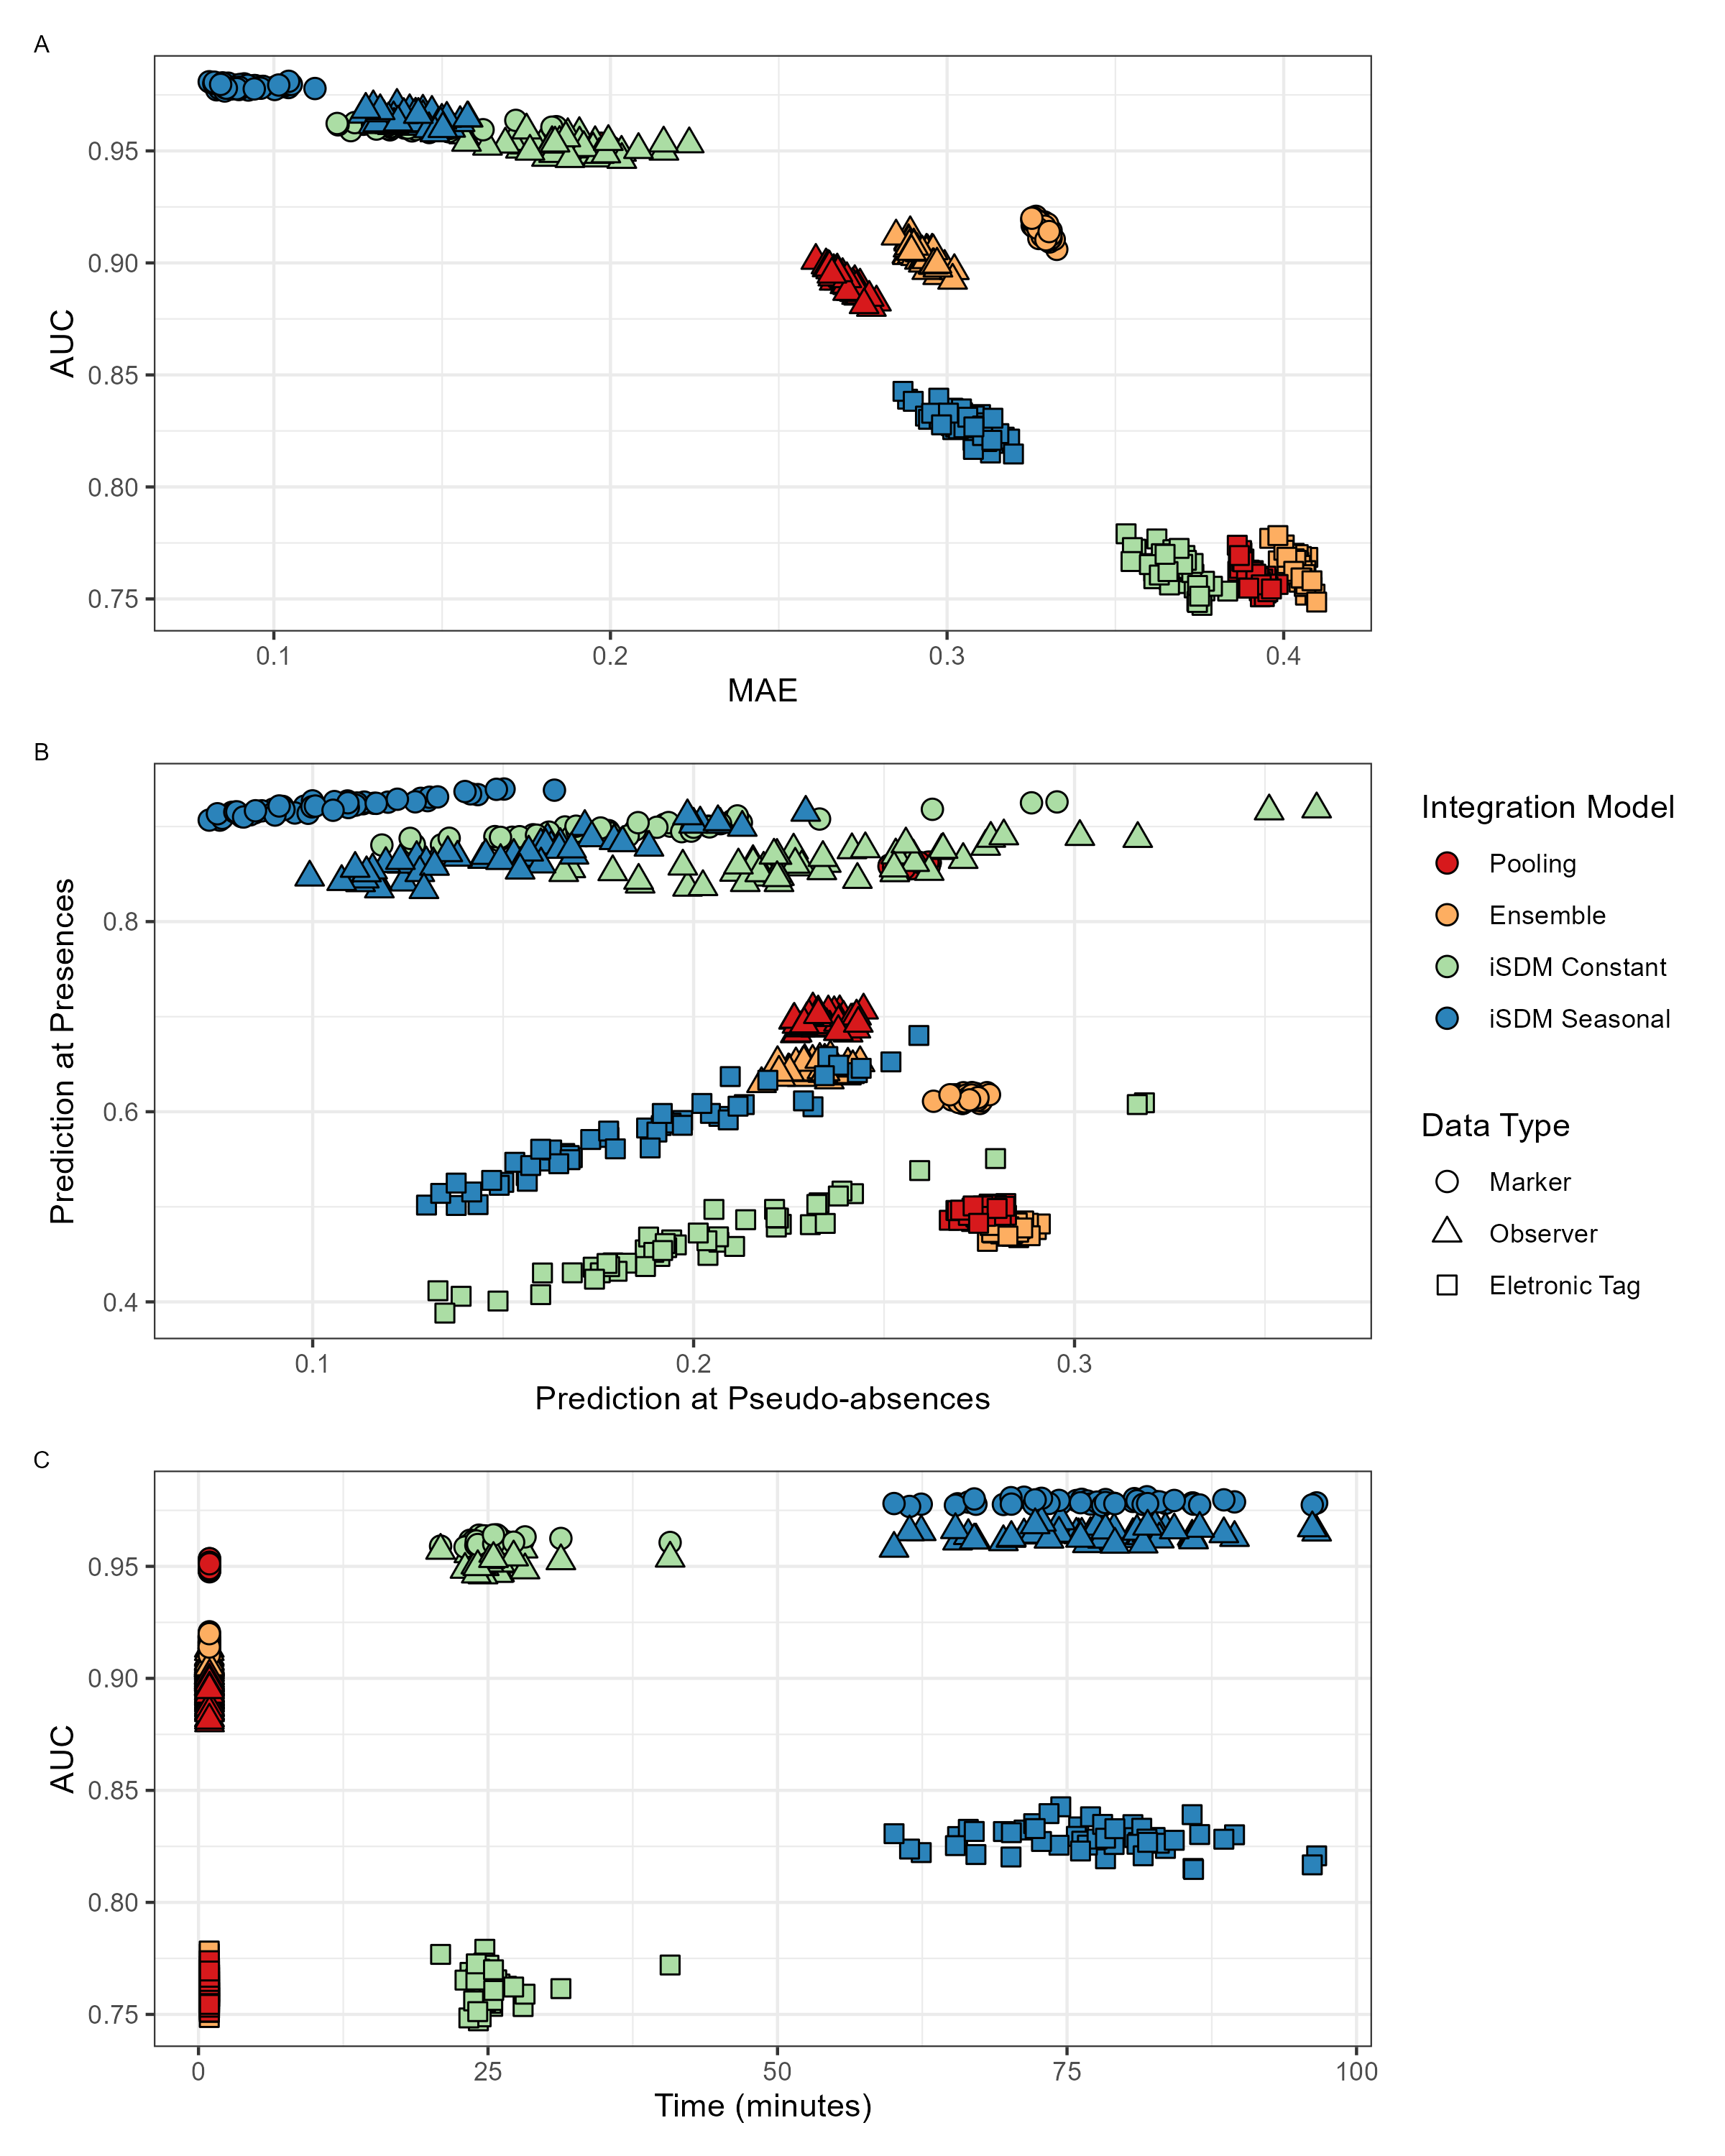 A
0.95
0.90
0.85
0.80
0.75
AUC
0.1 0.2 0.3 0.4
MAE
B
0.8
0.6
0.4
Prediction at Presences
0.1 0.2 0.3
Prediction at Pseudo-absences
Integration Model
Pooling
Ensemble
iSDM Constant
iSDM Seasonal
Data Type
Marker
Observer
Eletronic Tag
C
0.95
0.90
0.85
0.80
0.75
AUC
0 25 50 75 100
Time (minutes)